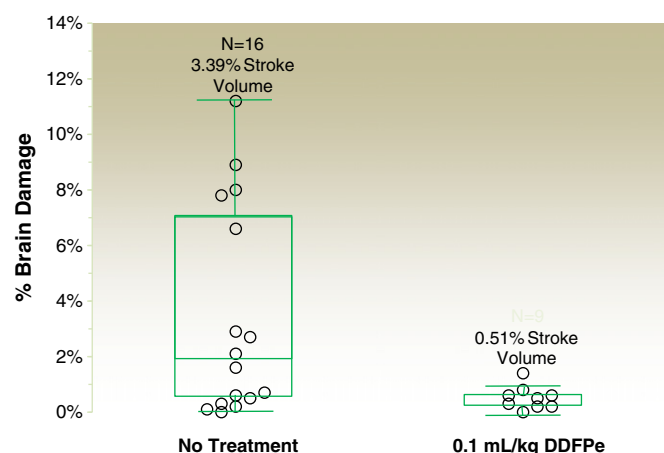 14%
12%
10%
8%
6%
4%
2%
0%
% Brain Damage
N=16
3.39% Stroke
Volume
N=9
0.51% Stroke
Volume
No Treatment
0.1 mL/kg DDFPe